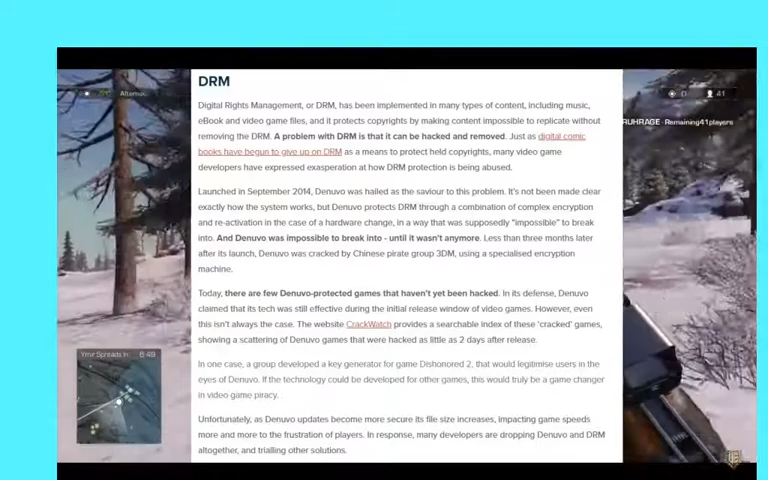 DRM
Digital Rights Management, or DRM, has been implemented in many types of content, including music,
eBook and video game files, and it protects copyrights by making content impossible to replicate without
removing the DRM. A problem with DRM is that it can be hacked and removed. Just as digital comic
books have begun to give up on DRM as a means to protect held copyrights, many video game
developers have expressed exasperation at how DRM protection is being abused.
Launched in September 2014, Denuvo was hailed as the saviour to this problem. It's not been made clear
exactly how the system works, but Denuvo protects DRM through a combination of complex encryption
and re-activation in the case of a hardware change, in a way that was supposedly "impossible" to break
into. And Denuvo was impossible to break into - until it wasn't anymore. Less than three months later
after its launch, Denuvo was cracked by Chinese pirate group 3DM, using a specialised encryption
machine.
Today, there are few Denuvo-protected games that haven't yet been hacked. In its defense, Denuvo
claimed that its tech was still effective during the initial release window of video games. However, even
this isn't always the case. The website CrackWatch provides a searchable index of these 'cracked' games,
showing a scattering of Denuvo games that were hacked as little as 2 days after release.
In one case, a group developed a key generator for game Dishonored 2, that would legitimise users in the
eyes of Denuvo. If the technology could be developed for other games, this would truly be a game changer
in video game piracy.
Unfortunately, as Denuvo updates become more secure its file size increases, impacting game speeds
more and more to the frustration of players. In response, many developers are dropping Denuvo and DRM
altogether, and trialling other solutions.
0 41
RUHRAGE - Remaining 41 players
Your Spreads In: 6:49